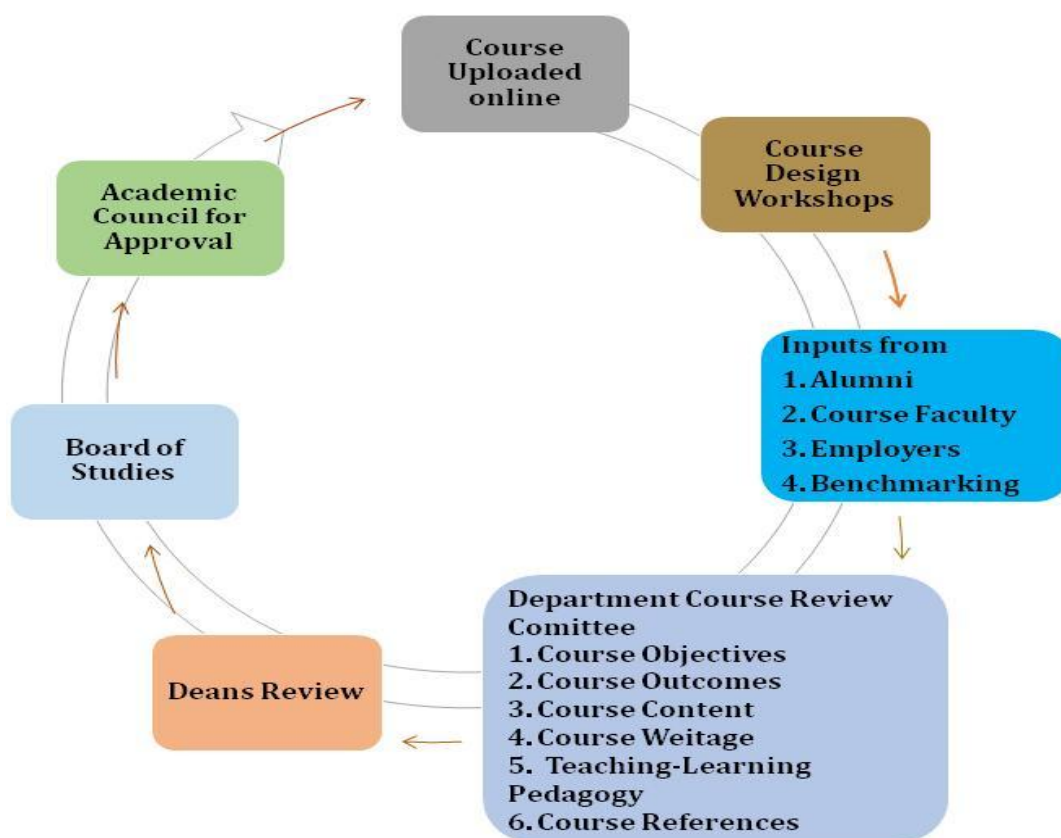 Course
Uploaded
online
Course
Design
Workshops
Inputs from
1. Alumni
2. Course Faculty
3. Employers
4. Benchmarking
Department Course Review
Comittee
1. Course Objectives
2. Course Outcomes
3. Course Content
4. Course Weitage
5. Teaching-Learning
Pedagogy
6. Course References
Deans Review
Board of
Studies
Academic
Council for
Approval